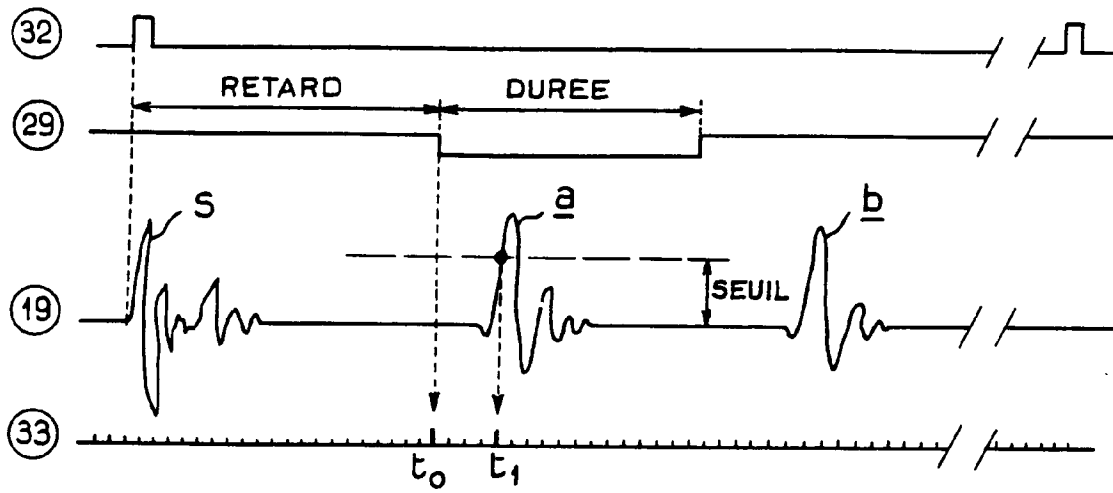 32
RETARD DUREE
29
S a b
SEUIL
19
33
t₀ t₁